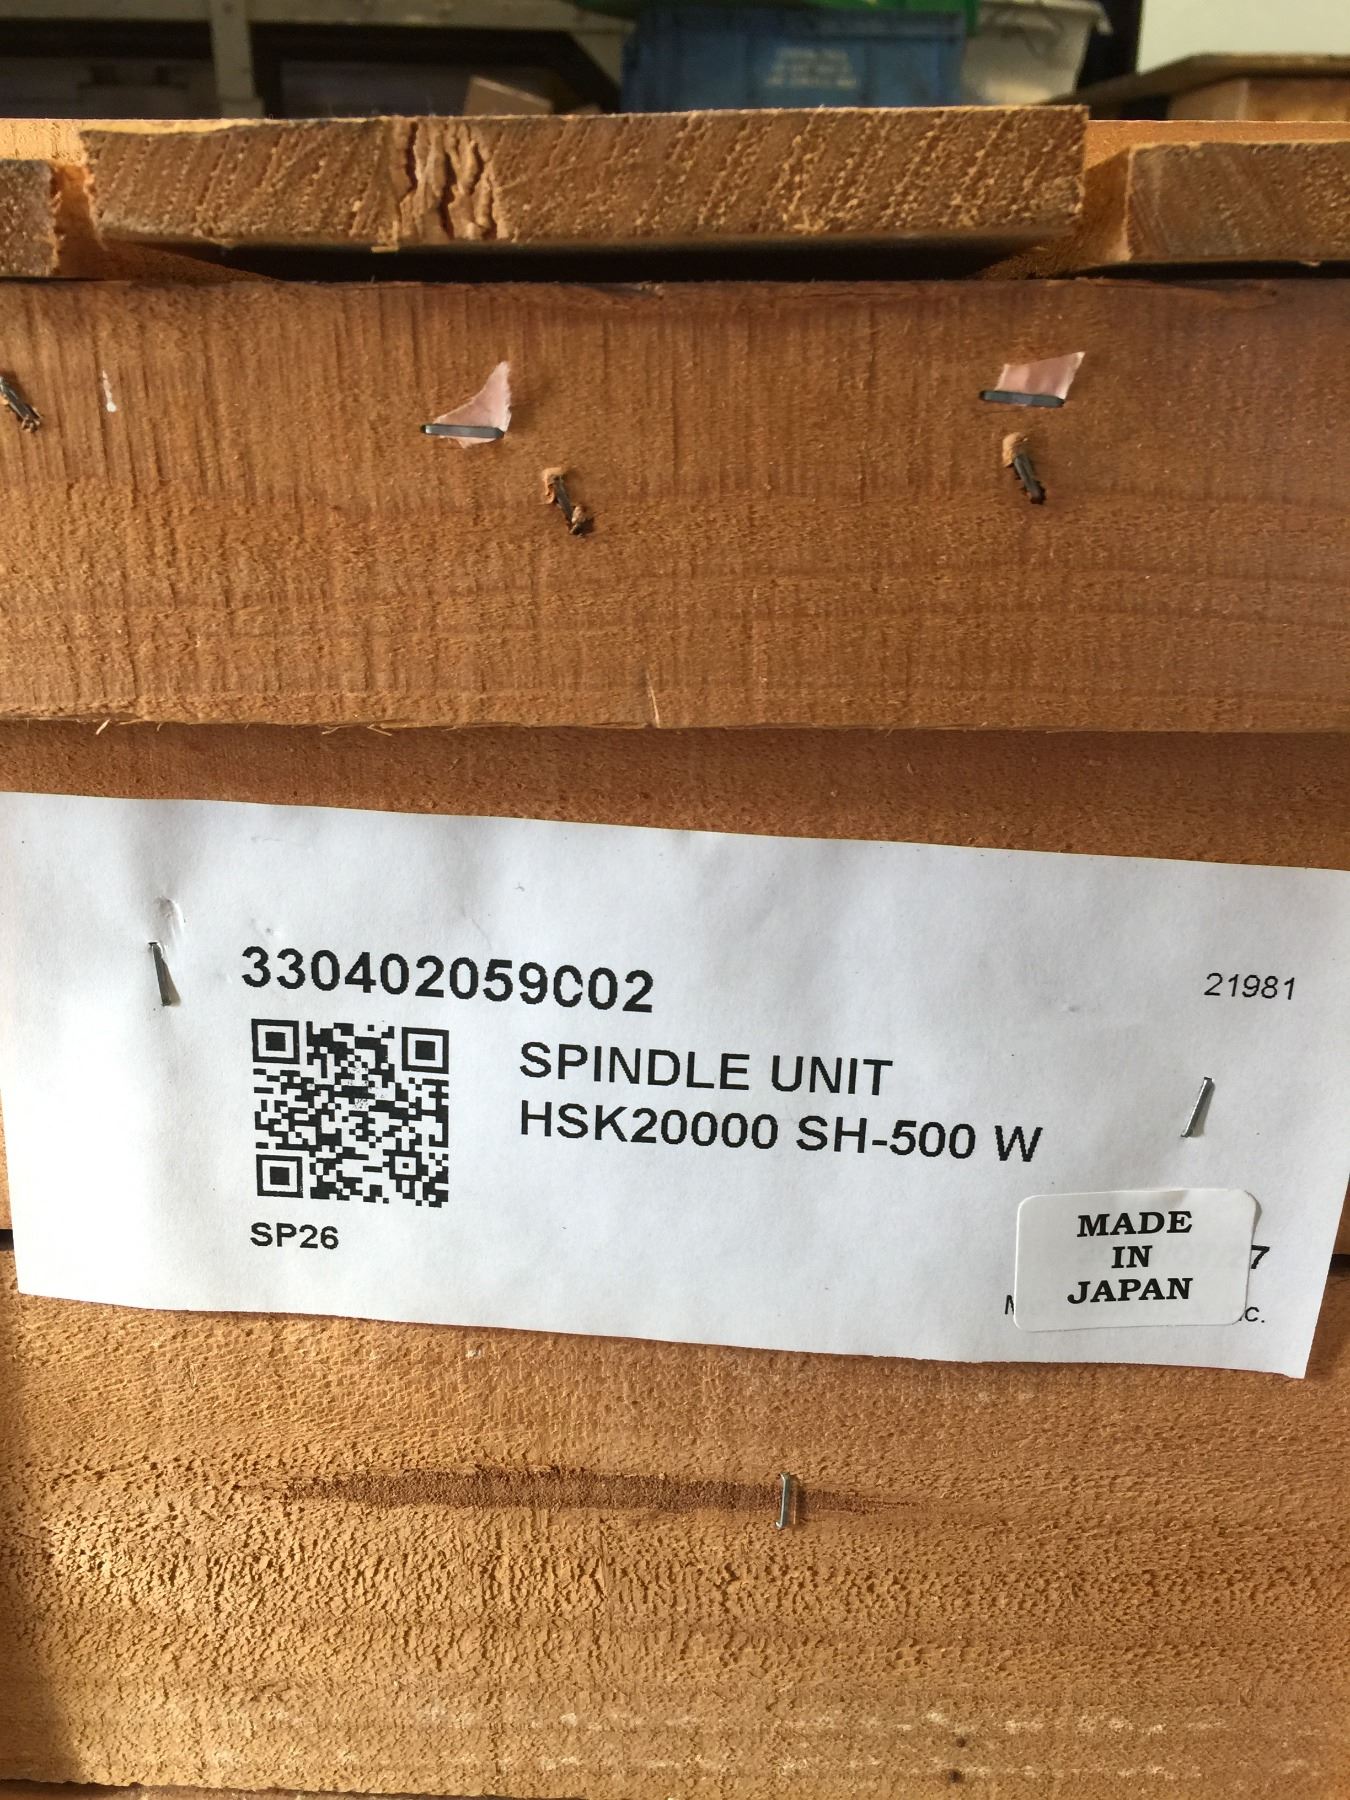 330402059C02
21981
SPINDLE UNIT
HSK20000 SH-500 W
SP26
MADE
IN
JAPAN